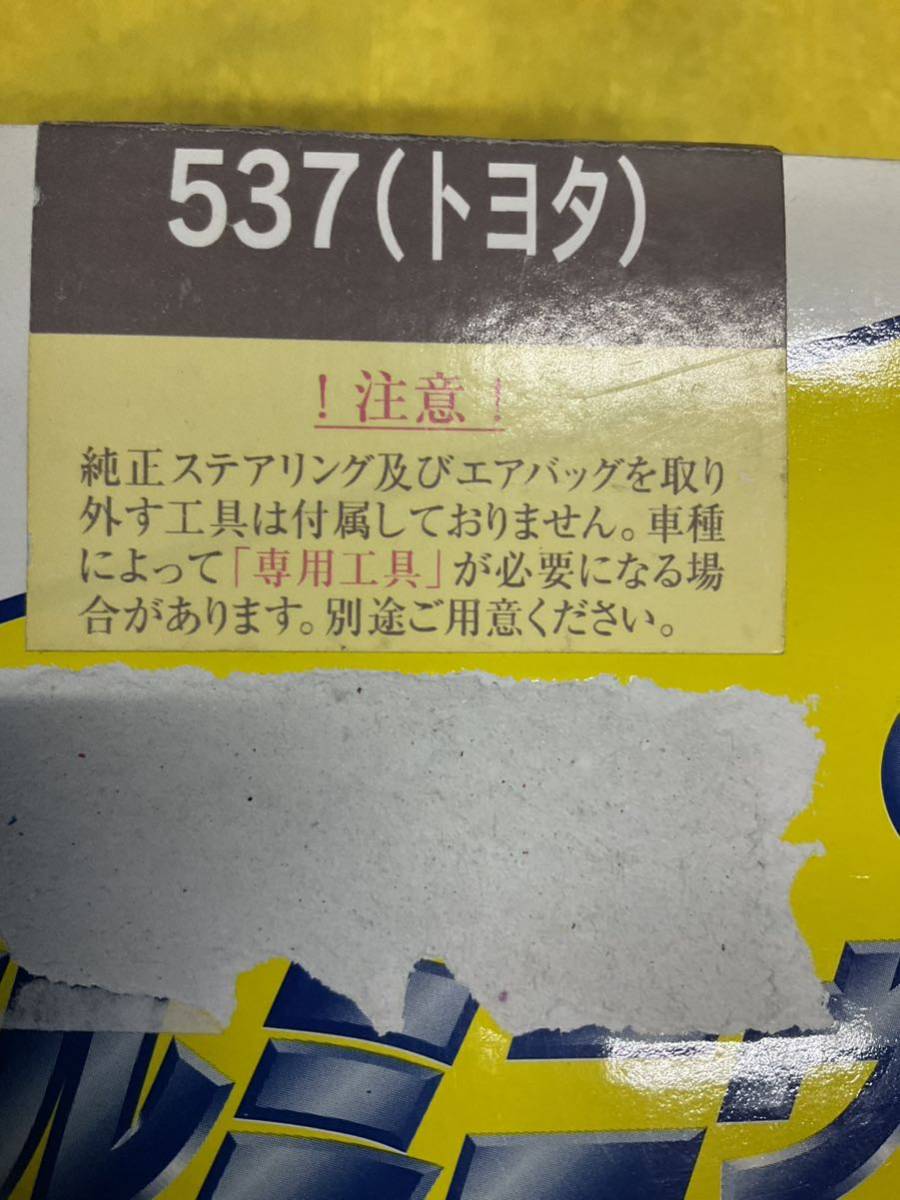 537(トヨタ)
！注意！
純正ステアリング及びエアバッグを取り
外す工具は付属しておりません。車種
によって「専用工具」が必要になる場
合があります。別途ご用意ください。